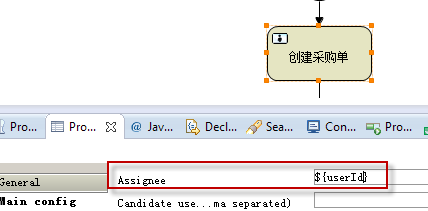 创建采购单
Pro... Pro... @ Jav... Decl... Sea... Con... Pro...
General
Main config
Assignee ${userId}
Candidate use...ma separated)